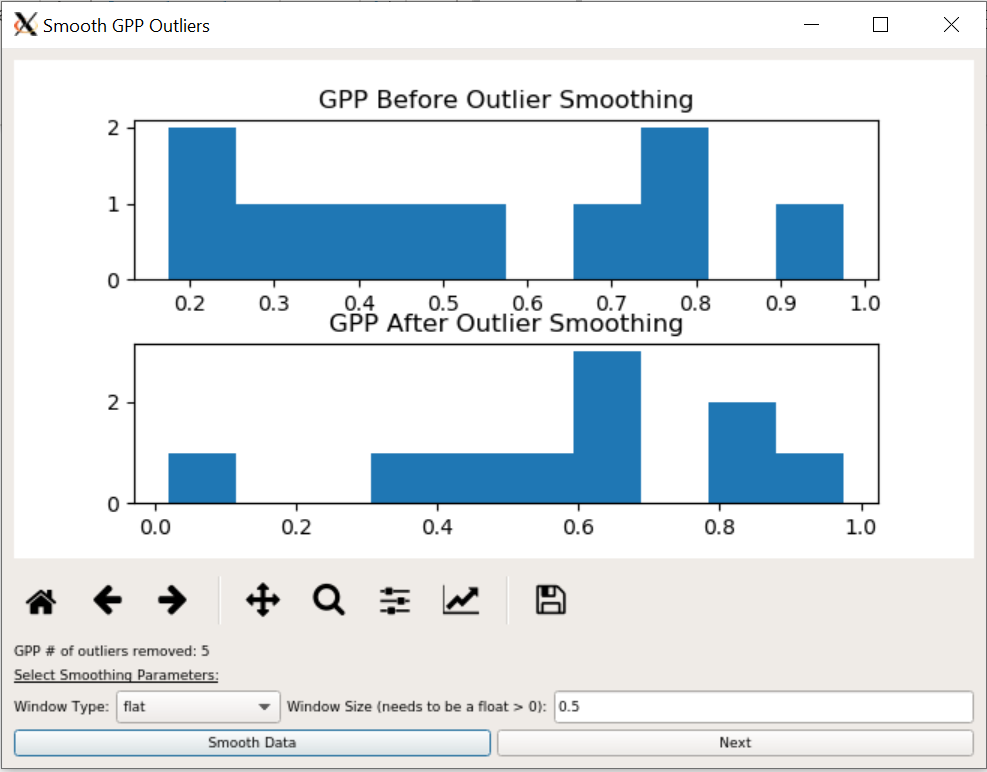 Smooth GPP Outliers
GPP Before Outlier Smoothing
2
1
0
0.2 0.3 0.4 0.5 0.6 0.7 0.8 0.9 1.0
GPP After Outlier Smoothing
2
0
0.0 0.2 0.4 0.6 0.8 1.0
GPP # of outliers removed: 5
Select Smoothing Parameters:
Window Type: flat Window Size (needs to be a float > 0): 0.5
Smooth Data Next